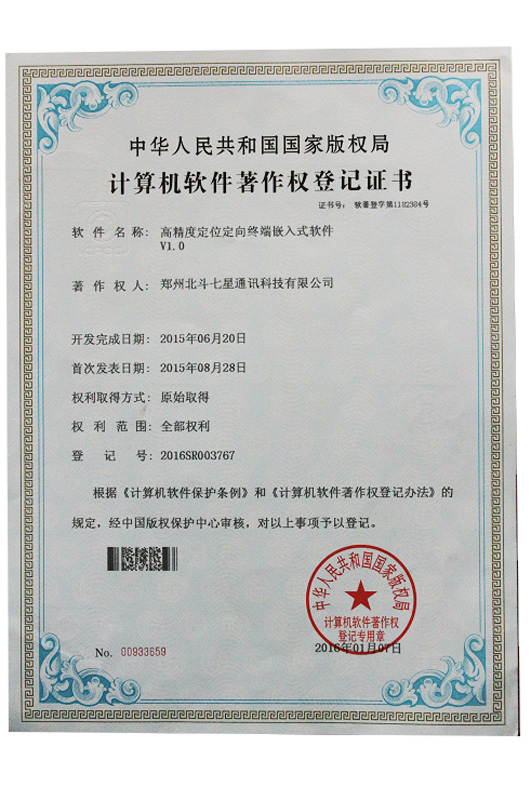 中华人民共和国国家版权局
计算机软件著作权登记证书
证书号： 软著登字第1182384号
软件名称： 高精度定位定向终端嵌入式软件
V1.0
著作权人： 郑州北斗七星通讯科技有限公司
开发完成日期： 2015年06月20日
首次发表日期： 2015年08月28日
权利取得方式： 原始取得
权利范围： 全部权利
登记号： 2016SR003767
根据《计算机软件保护条例》和《计算机软件著作权登记办法》的
规定，经中国版权保护中心审核，对以上事项予以登记。
中华人民共和国国家版权局
计算机软件著作权
登记专用章
No. 00933659
2016年01月07日